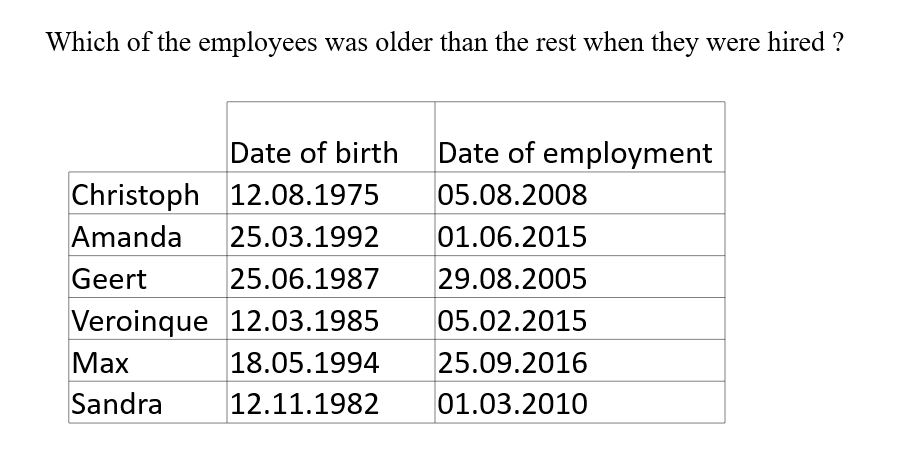 Which of the employees was older than the rest when they were hired ?
Date of birth Date of employment
Christoph 12.08.1975 05.08.2008
Amanda 25.03.1992 01.06.2015
Geert 25.06.1987 29.08.2005
Veroinque 12.03.1985 05.02.2015
Max 18.05.1994 25.09.2016
Sandra 12.11.1982 01.03.2010